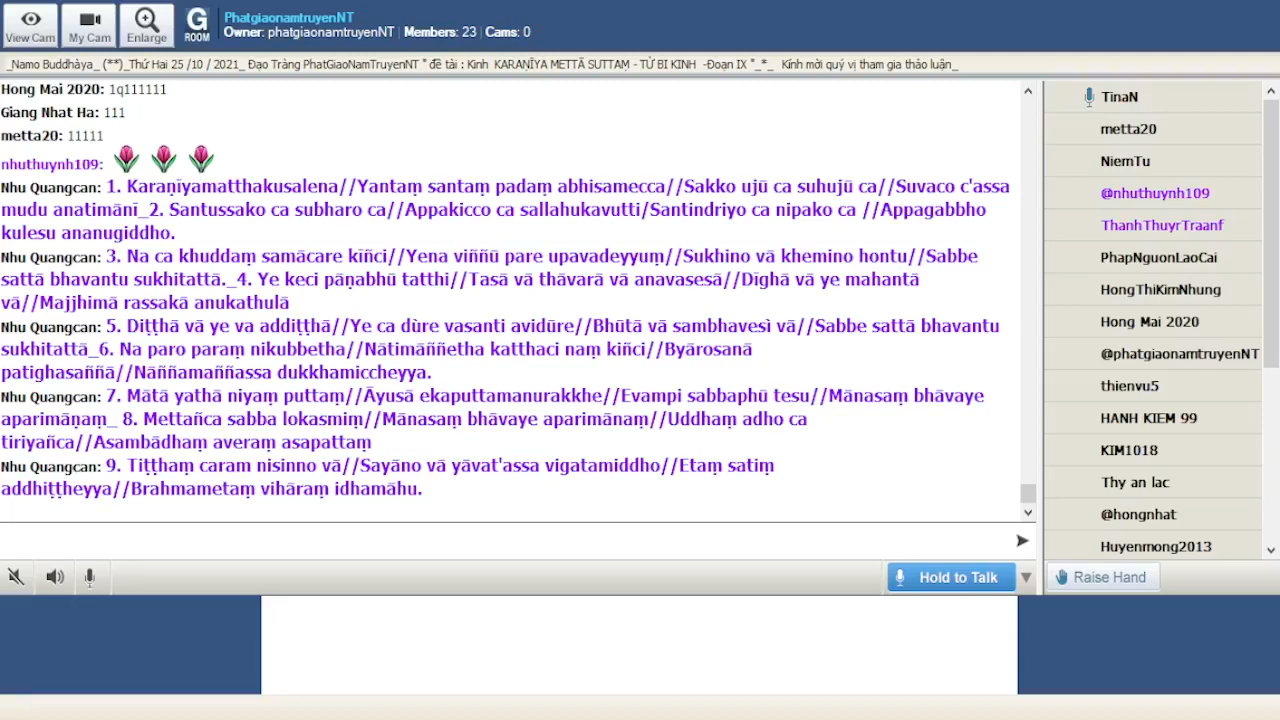 View Cam
My Cam
Enlarge
G
ROOM
PhatgiaonamtruyenNT
Owner: phatgiaonamtruyenNT | Members: 23 | Cams: 0
_Namo Buddhàya_ (**)_Thứ Hai 25 /10 / 2021_ Đạo Tràng PhatGiaoNamTruyenNT " đề tài : Kinh KARAṆĪYA METTĀ SUTTAṂ - TỪ BI KINH -Đoạn IX "_*_ Kính mời quý vị tham gia thảo luận_
Hong Mai 2020: 1q111111
Giang Nhat Ha: 111
metta20: 11111
nhuthuynh109:
Nhu Quangcan: 1. Karaṇīyamatthakusalena//Yantaṃ santaṃ padaṃ abhisamecca//Sakko ujū ca suhujū ca//Suvaco c'assa
mudu anatimānī_2. Santussako ca subharo ca//Appakicco ca sallahukavutti/Santindriyo ca nipako ca //Appagabbho
kulesu ananugiddho.
Nhu Quangcan: 3. Na ca khuddaṃ samācare kīñci//Yena viññū pare upavadeyyuṃ//Sukhino vā khemino hontu//Sabbe
sattā bhavantu sukhitattā._4. Ye keci pāṇabhū tatthi//Tasā vā thāvarā vā anavasesā//Dīghā vā ye mahantā
vā//Majjhimā rassakā anukathulā
Nhu Quangcan: 5. Diṭṭhā vā ye va addiṭṭhā//Ye ca dùre vasanti avidūre//Bhūtā vā sambhavesì vā//Sabbe sattā bhavantu
sukhitattā_6. Na paro paraṃ nikubbetha//Nātimāññetha katthaci naṃ kiñci//Byārosanā
patighasaññā//Nāññamaññassa dukkhamiccheyya.
Nhu Quangcan: 7. Mātā yathā niyaṃ puttaṃ//Āyusā ekaputtamanurakkhe//Evampi sabbaphū tesu//Mānasaṃ bhāvaye
aparimāṇaṃ_ 8. Mettañca sabba lokasmiṃ//Mānasaṃ bhāvaye aparimānaṃ//Uddhaṃ adho ca
tiriyañca//Asambādhaṃ averaṃ asapattaṃ
Nhu Quangcan: 9. Tiṭṭhaṃ caram nisinno vā//Sayāno vā yāvat'assa vigatamiddho//Etaṃ satiṃ
addhiṭṭheyya//Brahmametaṃ vihāraṃ idhamāhu.
TinaN
metta20
NiemTu
@nhuthuynh109
ThanhThuyrTraanf
PhapNguonLaoCai
HongThiKimNhung
Hong Mai 2020
@phatgiaonamtruyenNT
thienvu5
HANH KIEM 99
KIM1018
Thy an lac
@hongnhat
Huyenmong2013
Hold to Talk
Raise Hand